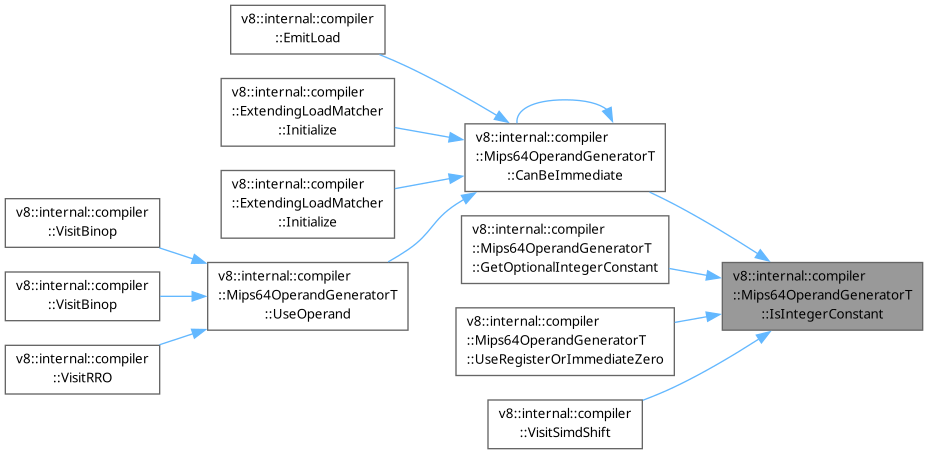 v8::internal::compiler
::EmitLoad
v8::internal::compiler
::ExtendingLoadMatcher
::Initialize
v8::internal::compiler
::Mips64OperandGeneratorT
::CanBeImmediate
v8::internal::compiler
::ExtendingLoadMatcher
::Initialize
v8::internal::compiler
::VisitBinop
v8::internal::compiler
::Mips64OperandGeneratorT
::GetOptionalIntegerConstant
v8::internal::compiler
::Mips64OperandGeneratorT
::UseOperand
v8::internal::compiler
::Mips64OperandGeneratorT
::IsIntegerConstant
v8::internal::compiler
::VisitBinop
v8::internal::compiler
::Mips64OperandGeneratorT
::UseRegisterOrImmediateZero
v8::internal::compiler
::VisitRRO
v8::internal::compiler
::VisitSimdShift